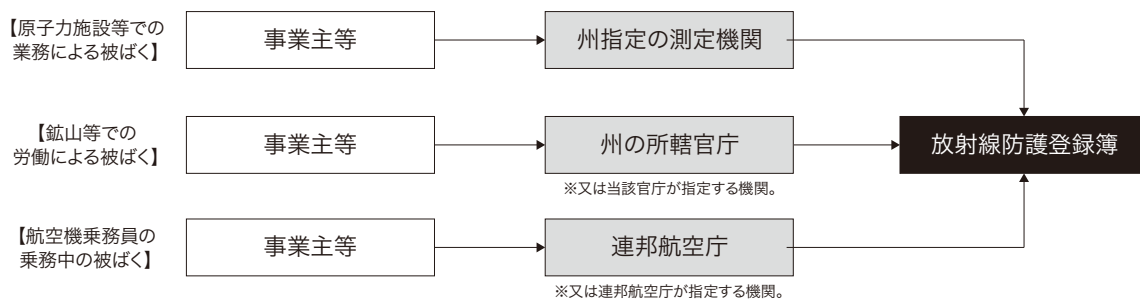 【原子力施設等での
業務による被ばく】
事業主等
州指定の測定機関
【鉱山等での
労働による被ばく】
事業主等
州の所轄官庁
放射線防護登録簿
※又は当該官庁が指定する機関。
【航空機乗務員の
乗務中の被ばく】
事業主等
連邦航空庁
※又は連邦航空庁が指定する機関。